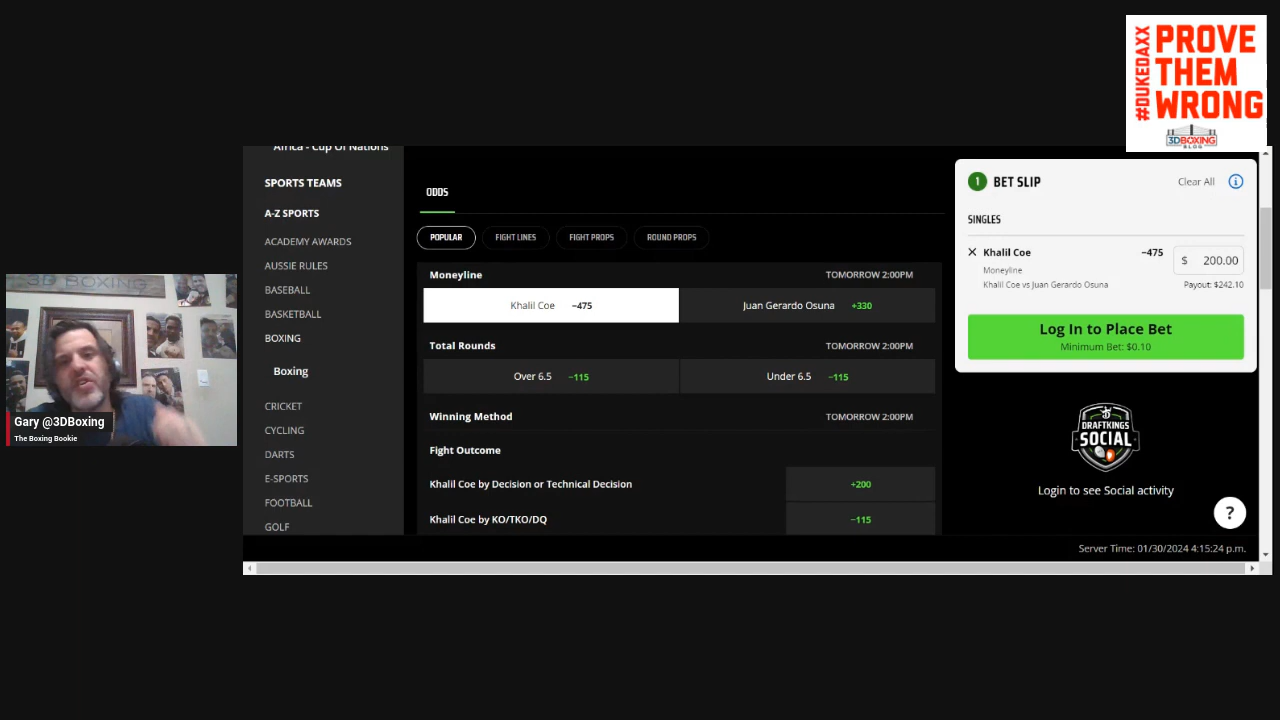 #DUKEDAXX
PROVE
THEM
WRONG
3DBOXING
BLOG
Africa - Cup Of Nations
SPORTS TEAMS
A-Z SPORTS
ACADEMY AWARDS
AUSSIE RULES
BASEBALL
BASKETBALL
BOXING
Boxing
CRICKET
CYCLING
DARTS
E-SPORTS
FOOTBALL
GOLF
ODDS
POPULAR FIGHT LINES FIGHT PROPS ROUND PROPS
Moneyline TOMORROW 2:00PM
Khalil Coe −475 Juan Gerardo Osuna +330
Total Rounds TOMORROW 2:00PM
Over 6.5 −115 Under 6.5 −115
Winning Method TOMORROW 2:00PM
Fight Outcome
Khalil Coe by Decision or Technical Decision +200
Khalil Coe by KO/TKO/DQ −115
1 BET SLIP Clear All i
SINGLES
Khalil Coe −475 $ 200.00
Moneyline
Khalil Coe vs Juan Gerardo Osuna Payout: $242.10
Log In to Place Bet
Minimum Bet: $0.10
DRAFTKINGS
SOCIAL
Login to see Social activity
?
Server Time: 01/30/2024 4:15:24 p.m.
3D BOXING
Gary @3DBoxing
The Boxing Bookie